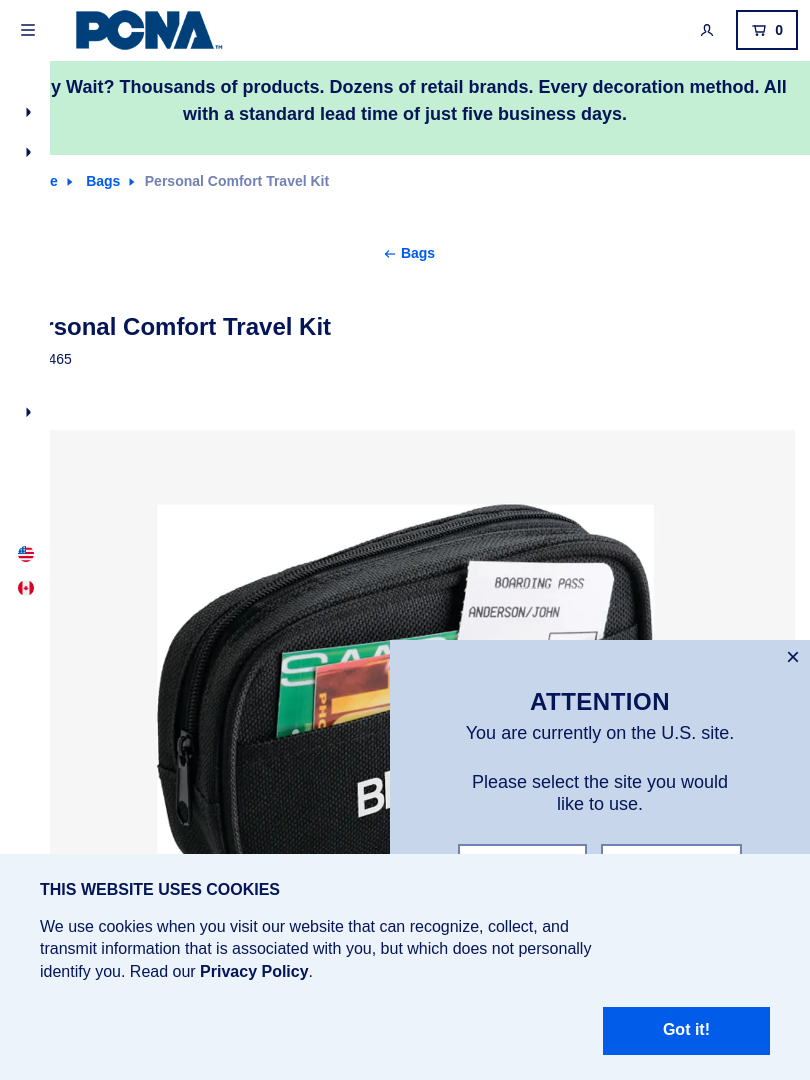 PCNA™
0
y Wait? Thousands of products. Dozens of retail brands. Every decoration method. All
with a standard lead time of just five business days.
e Bags Personal Comfort Travel Kit
Bags
rsonal Comfort Travel Kit
465
BOARDING PASS
ANDERSON/JOHN
ATTENTION
You are currently on the U.S. site.
Please select the site you would
like to use.
THIS WEBSITE USES COOKIES
We use cookies when you visit our website that can recognize, collect, and
transmit information that is associated with you, but which does not personally
identify you. Read our Privacy Policy.
Got it!